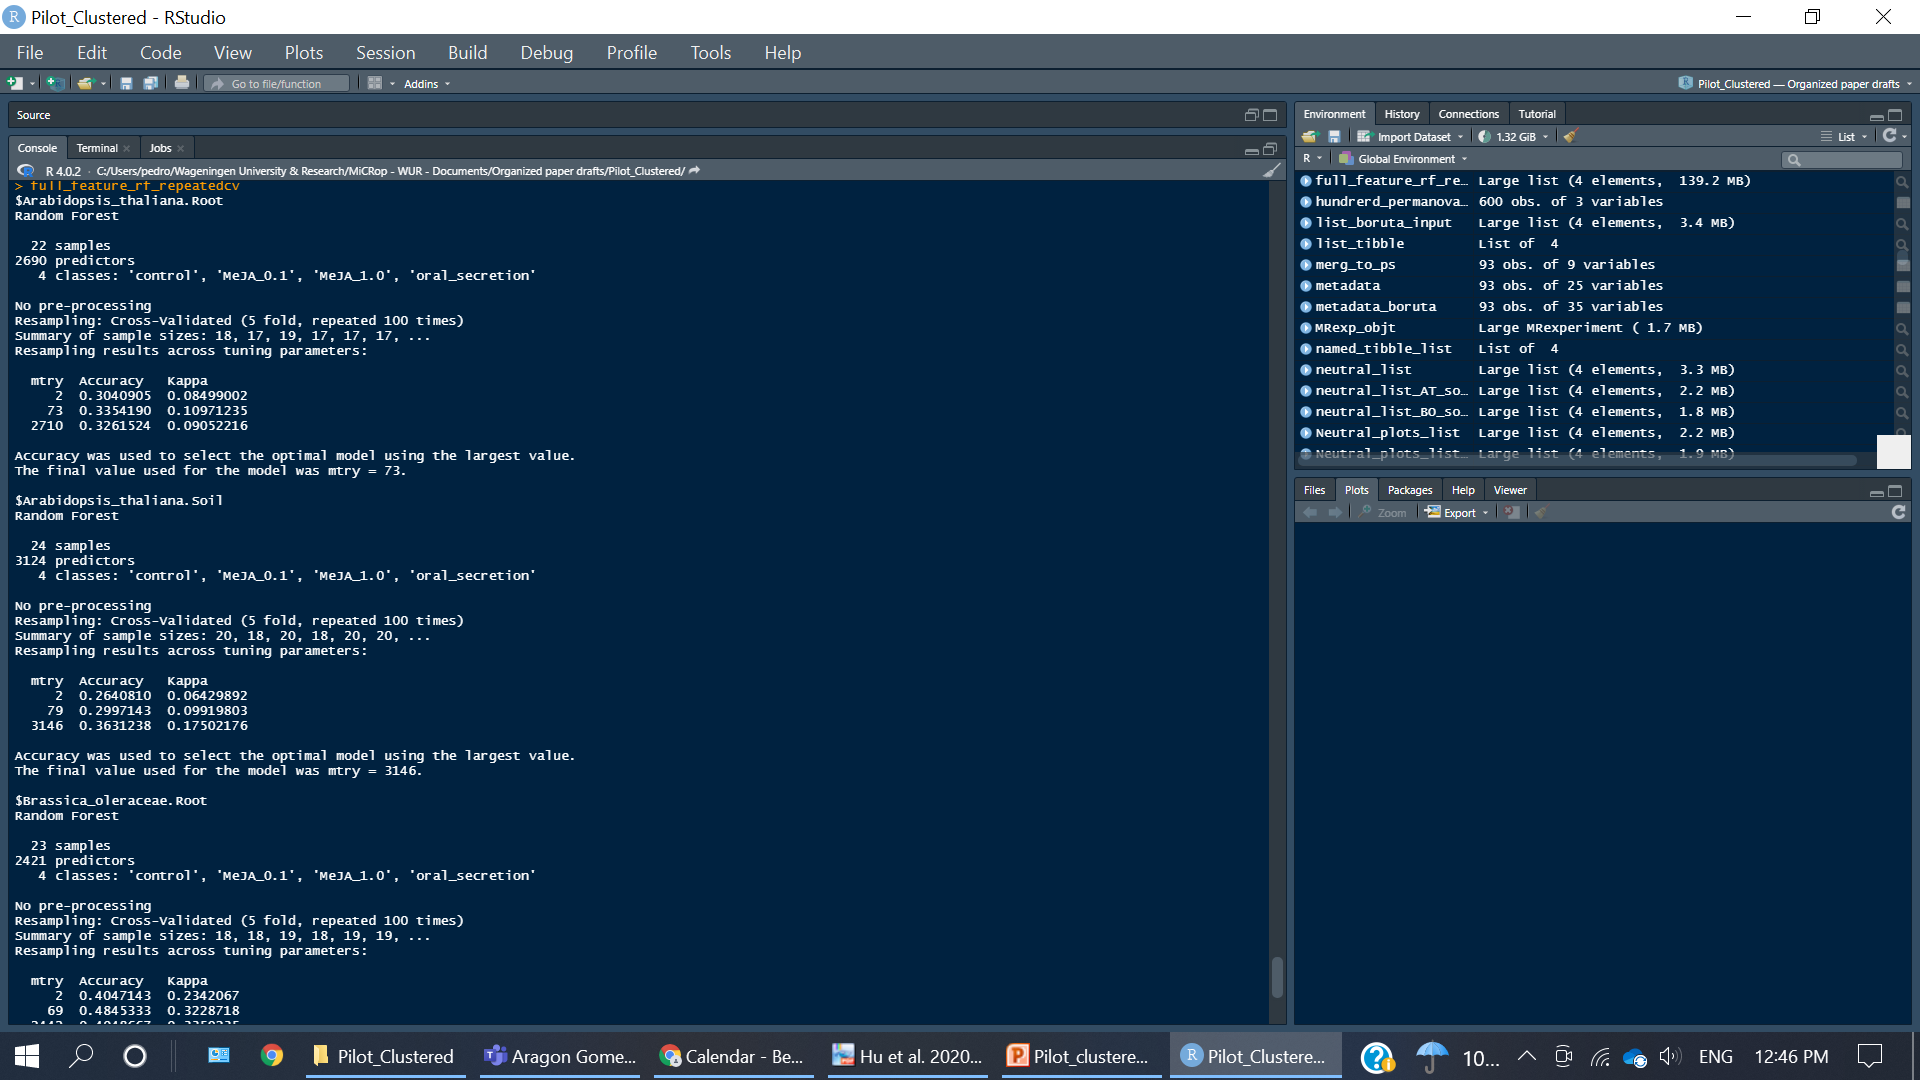 Pilot_Clustered - RStudio
File Edit Code View Plots Session Build Debug Profile Tools Help
Go to file/function Addins Pilot_Clustered — Organized paper drafts
Source
Console Terminal Jobs
R 4.0.2 · C:/Users/pedro/Wageningen University & Research/MiCRop - WUR - Documents/Organized paper drafts/Pilot_Clustered/
> full_feature_rf_repeatedcv
$Arabidopsis_thaliana.Root
Random Forest
22 samples
2690 predictors
4 classes: 'control', 'MeJA_0.1', 'MeJA_1.0', 'oral_secretion'
No pre-processing
Resampling: Cross-Validated (5 fold, repeated 100 times)
Summary of sample sizes: 18, 17, 19, 17, 17, 17, ...
Resampling results across tuning parameters:
mtry Accuracy Kappa
2 0.3040905 0.08499002
73 0.3354190 0.10971235
2710 0.3261524 0.09052216
Accuracy was used to select the optimal model using the largest value.
The final value used for the model was mtry = 73.
$Arabidopsis_thaliana.Soil
Random Forest
24 samples
3124 predictors
4 classes: 'control', 'MeJA_0.1', 'MeJA_1.0', 'oral_secretion'
No pre-processing
Resampling: Cross-Validated (5 fold, repeated 100 times)
Summary of sample sizes: 20, 18, 20, 18, 20, 20, ...
Resampling results across tuning parameters:
mtry Accuracy Kappa
2 0.2640810 0.06429892
79 0.2997143 0.09919803
3146 0.3631238 0.17502176
Accuracy was used to select the optimal model using the largest value.
The final value used for the model was mtry = 3146.
$Brassica_oleraceae.Root
Random Forest
23 samples
2421 predictors
4 classes: 'control', 'MeJA_0.1', 'MeJA_1.0', 'oral_secretion'
No pre-processing
Resampling: Cross-Validated (5 fold, repeated 100 times)
Summary of sample sizes: 18, 18, 19, 18, 19, 19, ...
Resampling results across tuning parameters:
mtry Accuracy Kappa
2 0.4047143 0.2342067
69 0.4845333 0.3228718
Environment History Connections Tutorial
Import Dataset 1.32 GiB List
R Global Environment
full_feature_rf_re… Large list (4 elements, 139.2 MB)
hundrerd_permanova… 600 obs. of 3 variables
list_boruta_input Large list (4 elements, 3.4 MB)
list_tibble List of 4
merg_to_ps 93 obs. of 9 variables
metadata 93 obs. of 25 variables
metadata_boruta 93 obs. of 35 variables
MRexp_objt Large MRexperiment ( 1.7 MB)
named_tibble_list List of 4
neutral_list Large list (4 elements, 3.3 MB)
neutral_list_AT_so… Large list (4 elements, 2.2 MB)
neutral_list_BO_so… Large list (4 elements, 1.8 MB)
Neutral_plots_list Large list (4 elements, 2.2 MB)
Neutral_plots_list… Large list (4 elements, 1.9 MB)
Files Plots Packages Help Viewer
Zoom Export
Pilot_Clustered Aragon Gome... Calendar - Be... Hu et al. 2020... Pilot_clustere... Pilot_Clustere... 10... ENG 12:46 PM